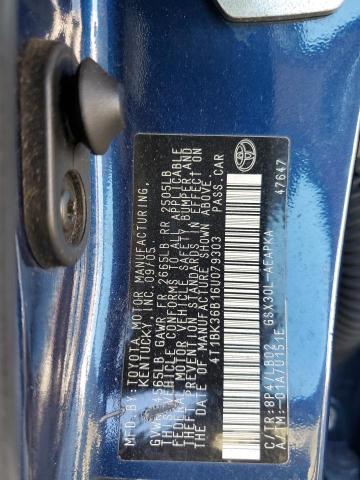 MFD. BY: TOYOTA MOTOR MANUFACTURING,
KENTUCKY, INC. 09/05
GVWR 4565LB GAWR FR 2665LB RR 2505LB
THIS VEHICLE CONFORMS TO ALL APPLICABLE
FEDERAL MOTOR VEHICLE SAFETY BUMPER, AND
THEFT PREVENTION STANDARDS IN EFFECT ON
THE DATE OF MANUFACTURE SHOWN ABOVE.
4T1BK36B16U079303 PASS.CAR
C/TR:8P4/LB02 GSX30L-AEAPKA
A/TM:-01A/U151E 47647